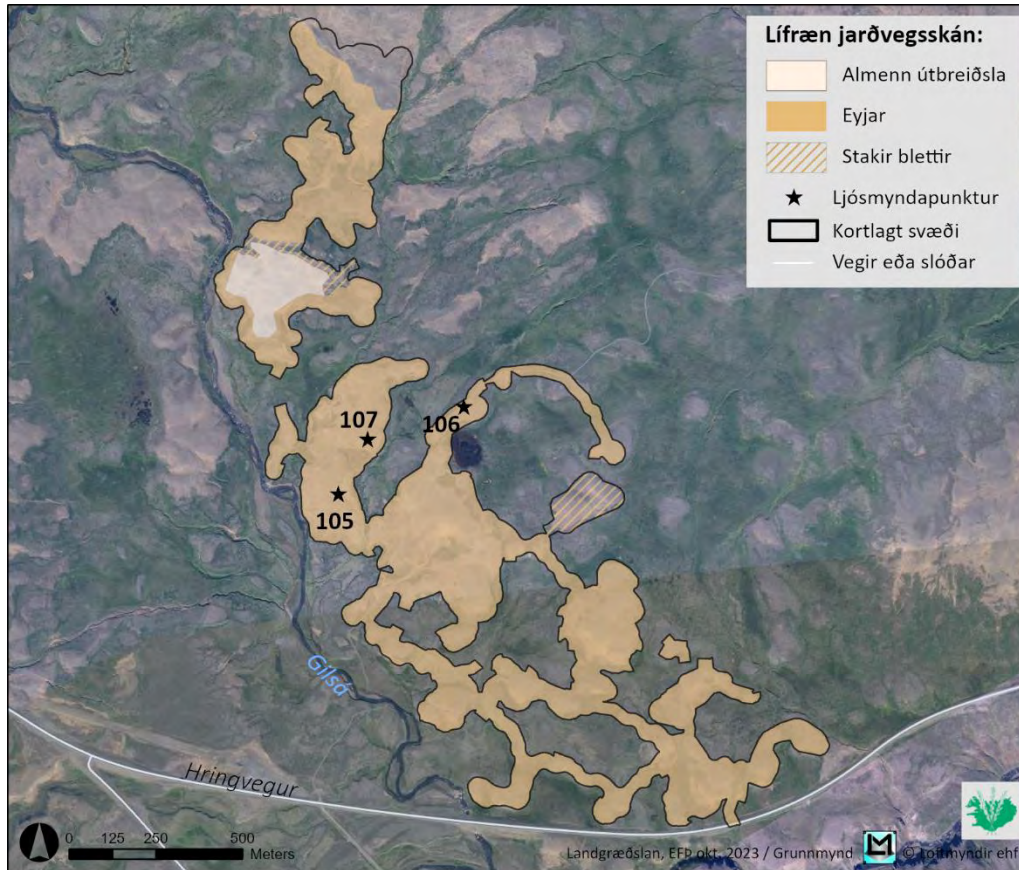 Lífræn jarðvegsskán:
Almenn útbreiðsla
Eyjar
Stakir blettir
Ljósmyndapunktur
Kortlagt svæði
Vegir eða slóðar
107
106
105
Gilsá
Hringvegur
0 125 250 500
Meters
Landgræðslan, EFÞ okt. 2023 / Grunnmynd LM © Loftmyndir ehf